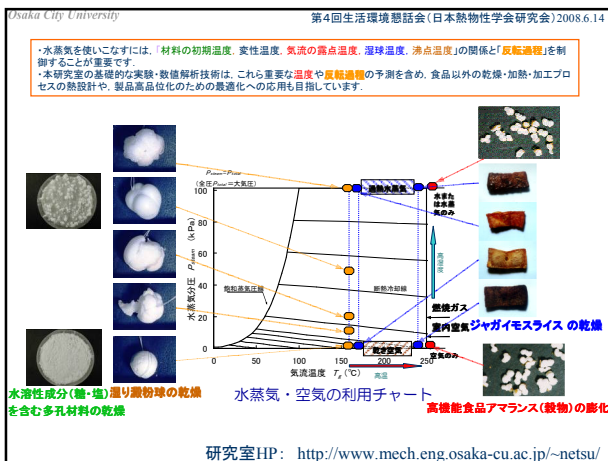 Osaka City University
第4回生活環境懇話会(日本熱物性学会研究会)2008.6.14
・水蒸気を使いこなすには,「材料の初期温度, 変性温度, 気流の露点温度, 湿球温度, 沸点温度」の関係と「反転過程」を制
御することが重要です.
・本研究室の基礎的な実験・数値解析技術は, これら重要な温度や反転過程の予測を含め, 食品以外の乾燥・加熱・加工プロセ
スの熱設計や, 製品高品位化のための最適化への応用も目指しています.
Psteam=Ptotal
(全圧Ptotal=大気圧)
過熱水蒸気
水また
は水蒸
気のみ
100
80
60
40
20
0
水蒸気分圧 Psteam (kPa)
飽和蒸気圧線
断熱冷却線
高湿度
燃焼ガス
室内空気
乾き空気
空気のみ
0
50
100
150
200
250
気流温度 Tg (℃)
高温
水蒸気・空気の利用チャート
ジャガイモスライス の乾燥
水溶性成分(糖・塩)
を含む多孔材料の乾燥
湿り澱粉球の乾燥
高機能食品アマランス(穀物)の膨化
研究室HP: http://www.mech.eng.osaka-cu.ac.jp/~netsu/